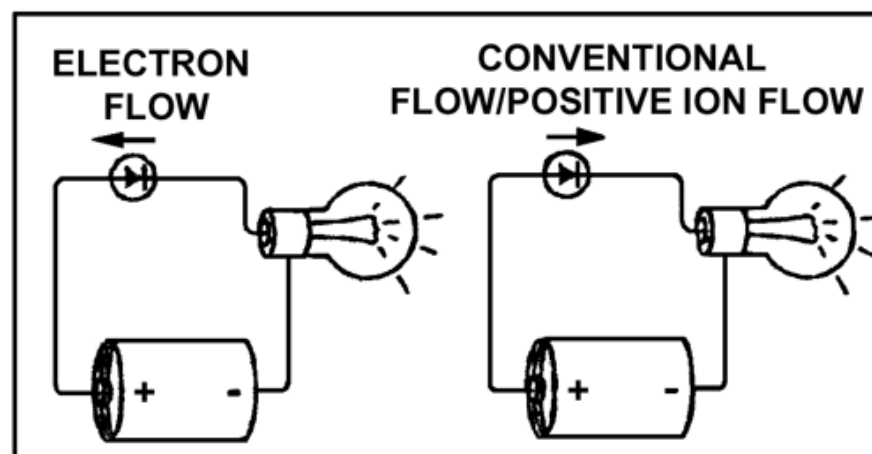 ELECTRON
FLOW
CONVENTIONAL
FLOW/POSITIVE ION FLOW
+ -
+ -